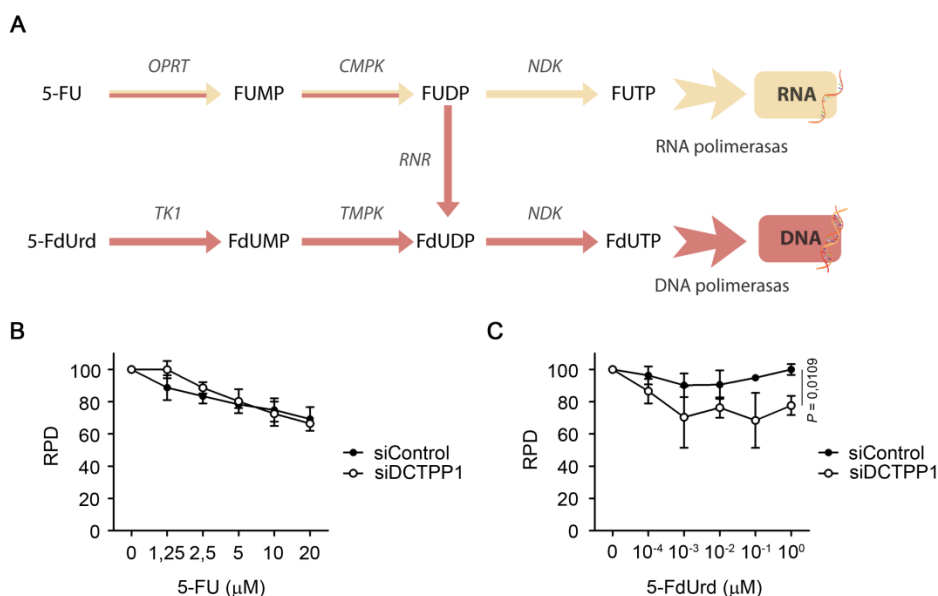 A
OPRT CMPK NDK
5-FU FUMP FUDP FUTP RNA
RNA polimerasas
RNR
TK1 TMPK NDK
5-FdUrd FdUMP FdUDP FdUTP DNA
DNA polimerasas
B
100
80
60
40
20
0
RPD
0 1,25 2,5 5 10 20
5-FU (µM)
siControl
siDCTPP1
C
100
80
60
40
20
0
RPD
0 10-4 10-3 10-2 10-1 100
5-FdUrd (µM)
P = 0,0109
siControl
siDCTPP1